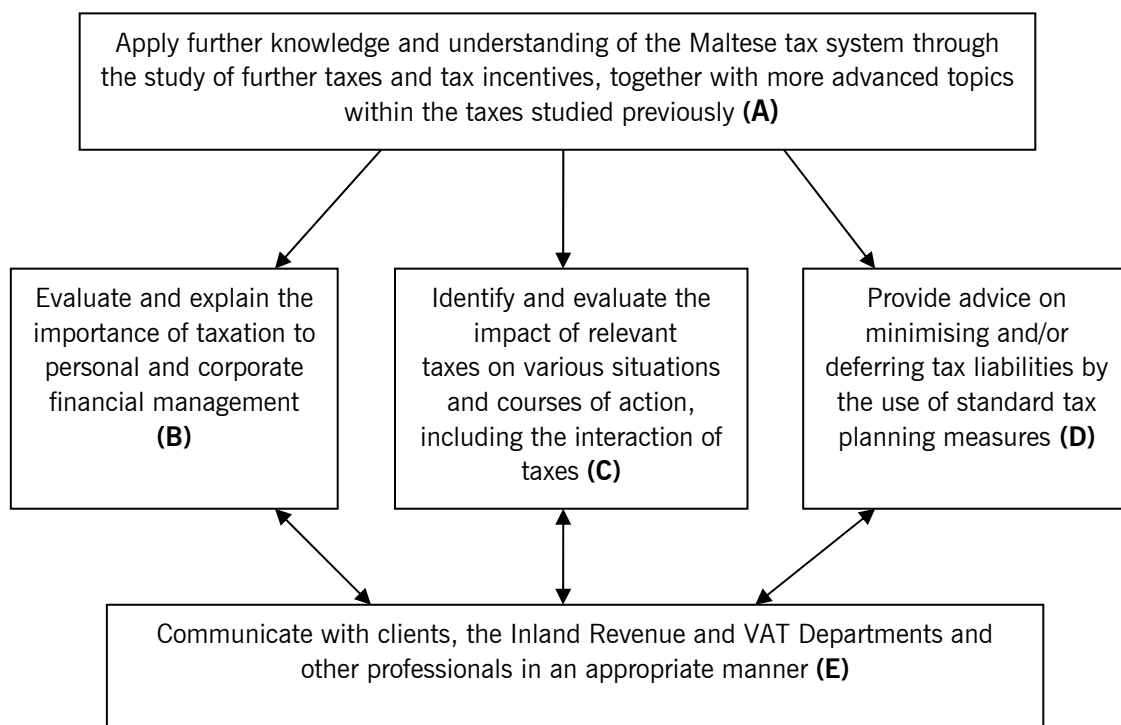 Apply further knowledge and understanding of the Maltese tax system through
the study of further taxes and tax incentives, together with more advanced topics
within the taxes studied previously (A)
Evaluate and explain the
importance of taxation to
personal and corporate
financial management
(B)
Identify and evaluate the
impact of relevant
taxes on various situations
and courses of action,
including the interaction of
taxes (C)
Provide advice on
minimising and/or
deferring tax liabilities by
the use of standard tax
planning measures (D)
Communicate with clients, the Inland Revenue and VAT Departments and
other professionals in an appropriate manner (E)